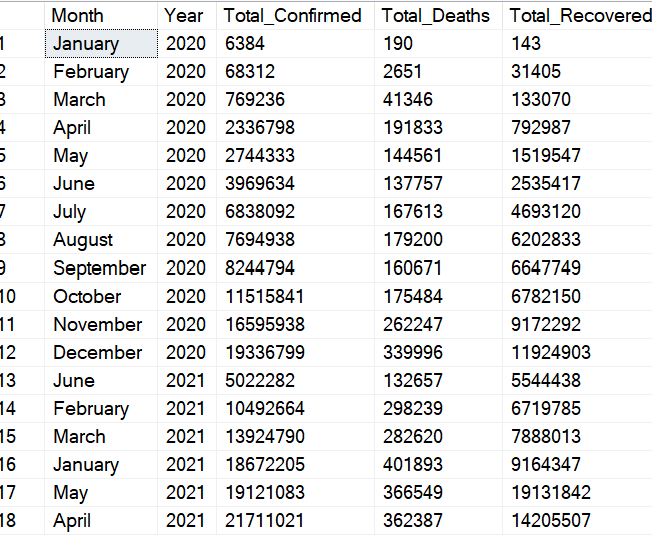 Month Year Total_Confirmed Total_Deaths Total_Recovered
1 January 2020 6384 190 143
2 February 2020 68312 2651 31405
3 March 2020 769236 41346 133070
4 April 2020 2336798 191833 792987
5 May 2020 2744333 144561 1519547
6 June 2020 3969634 137757 2535417
7 July 2020 6838092 167613 4693120
8 August 2020 7694938 179200 6202833
9 September 2020 8244794 160671 6647749
10 October 2020 11515841 175484 6782150
11 November 2020 16595938 262247 9172292
12 December 2020 19336799 339996 11924903
13 June 2021 5022282 132657 5544438
14 February 2021 10492664 298239 6719785
15 March 2021 13924790 282620 7888013
16 January 2021 18672205 401893 9164347
17 May 2021 19121083 366549 19131842
18 April 2021 21711021 362387 14205507